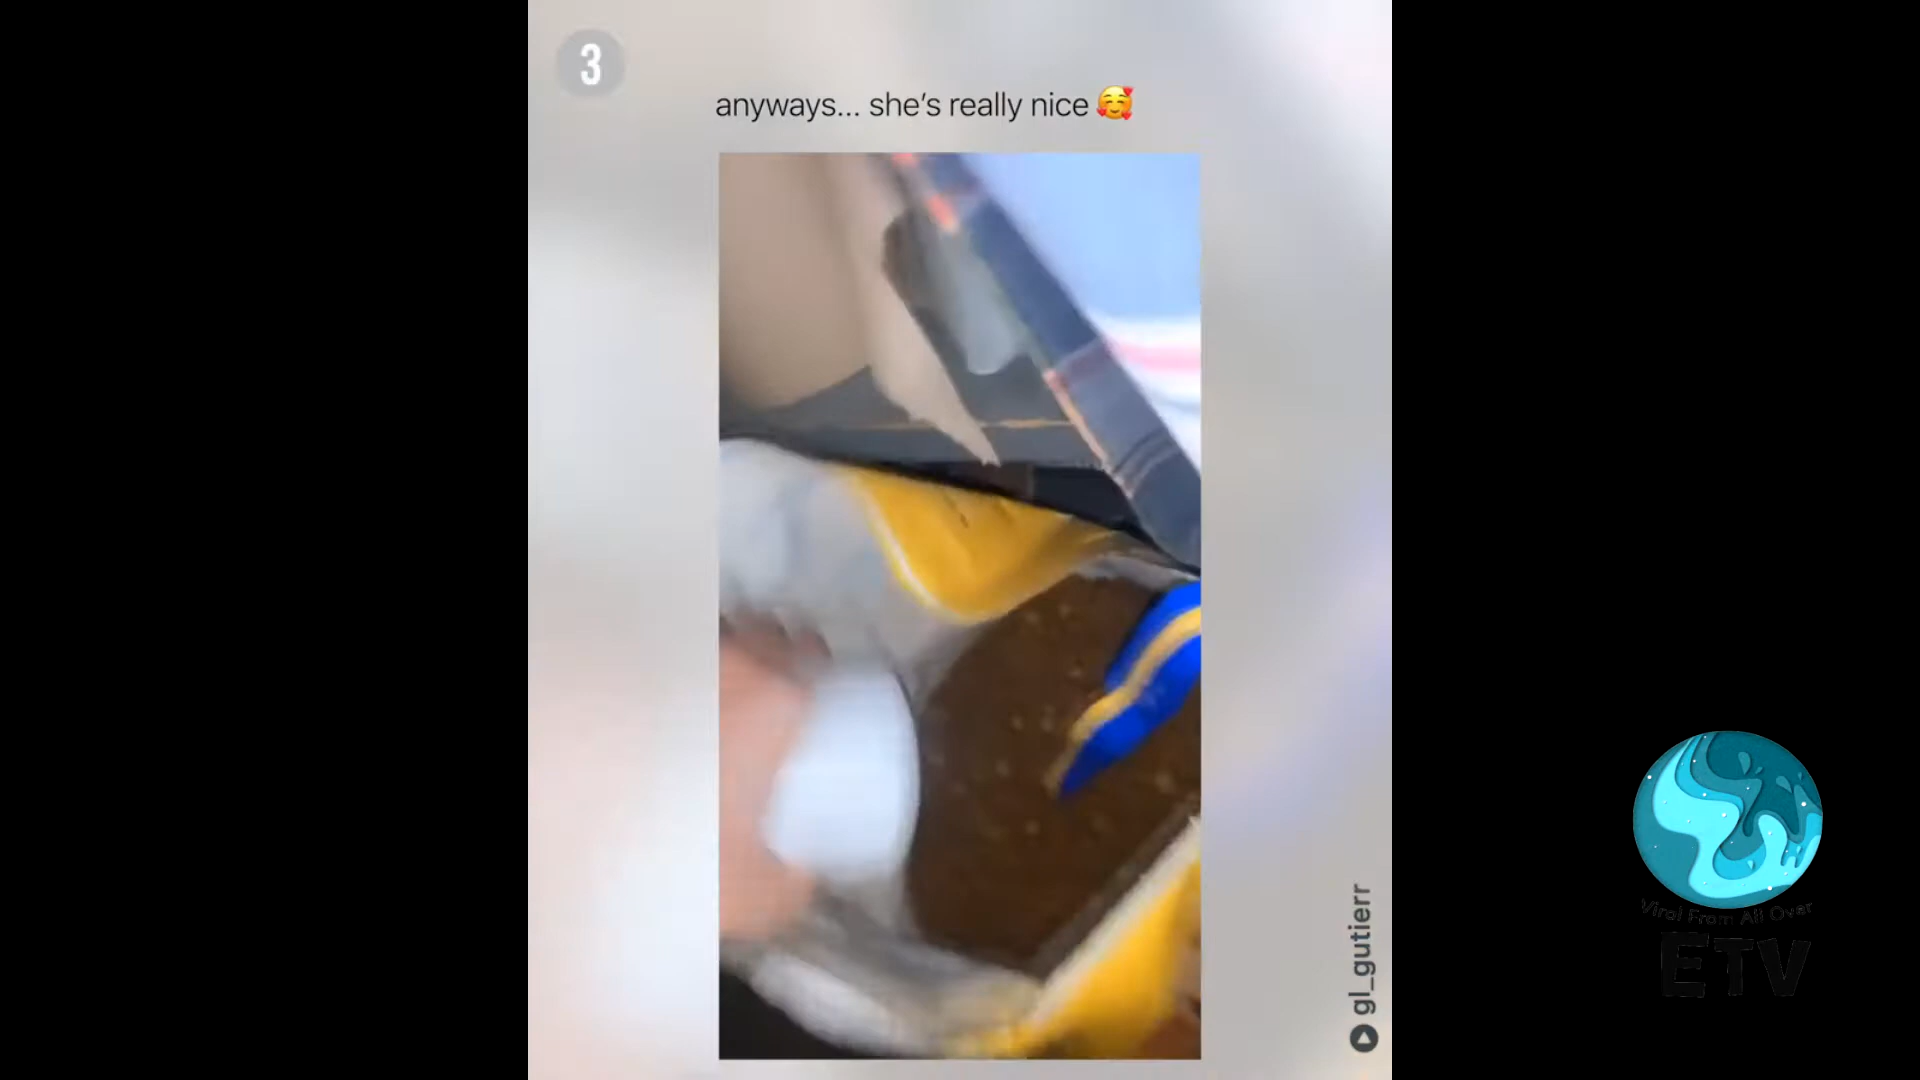 3
anyways... she’s really nice 🥰
gl_gutierr
Viral From All Over
ETV